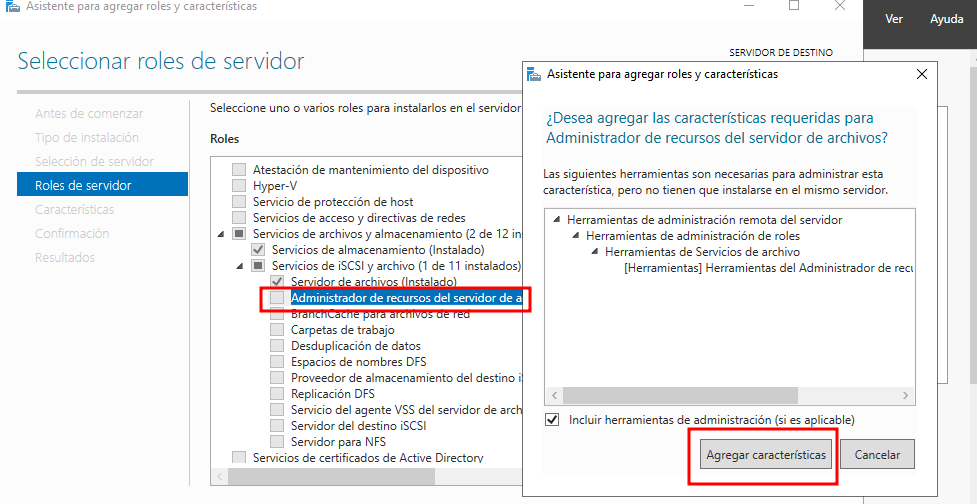 Asistente para agregar roles y características
Ver
Ayuda
Seleccionar roles de servidor
SERVIDOR DE DESTINO
Antes de comenzar
Tipo de instalación
Selección de servidor
Roles de servidor
Características
Confirmación
Resultados
Seleccione uno o varios roles para instalarlos en el servidor
Roles
Atestación de mantenimiento del dispositivo
Hyper-V
Servicio de protección de host
Servicios de acceso y directivas de redes
Servicios de archivos y almacenamiento (2 de 12 in
Servicios de almacenamiento (Instalado)
Servicios de iSCSI y archivo (1 de 11 instalados)
Servidor de archivos (Instalado)
Administrador de recursos del servidor de a
BranchCache para archivos de red
Carpetas de trabajo
Desduplicación de datos
Espacios de nombres DFS
Proveedor de almacenamiento del destino iS
Replicación DFS
Servicio del agente VSS del servidor de arch
Servidor del destino iSCSI
Servidor para NFS
Servicios de certificados de Active Directory
Asistente para agregar roles y características
¿Desea agregar las características requeridas para
Administrador de recursos del servidor de archivos?
Las siguientes herramientas son necesarias para administrar esta
característica, pero no tienen que instalarse en el mismo servidor.
Herramientas de administración remota del servidor
Herramientas de administración de roles
Herramientas de Servicios de archivo
[Herramientas] Herramientas del Administrador de recu
Incluir herramientas de administración (si es aplicable)
Agregar características
Cancelar